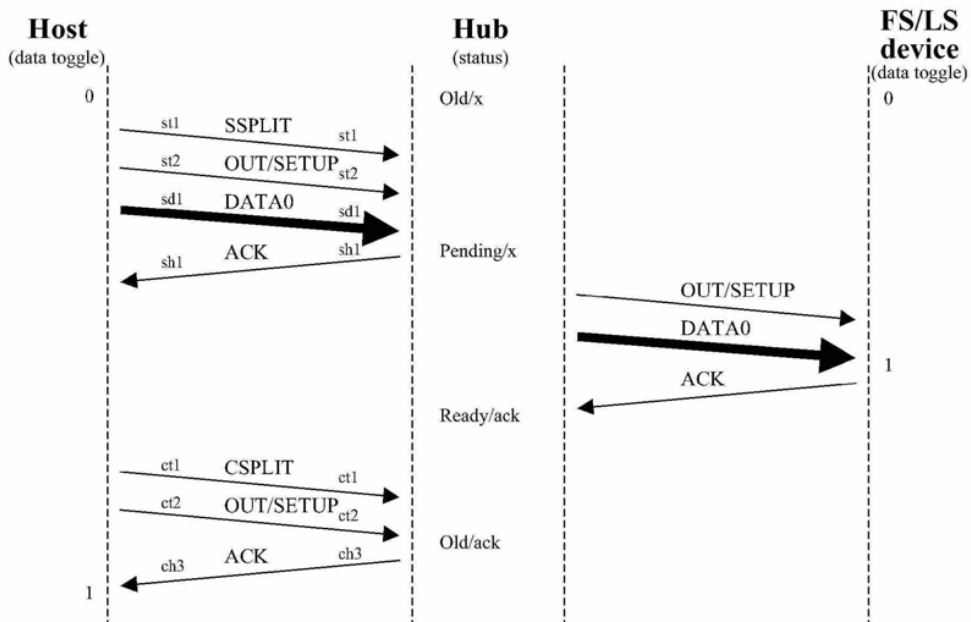 Host
(data toggle)
Hub
(status)
FS/LS
device
(data toggle)
0
Old/x
0
st1 SSPLIT st1
st2 OUT/SETUP st2
sd1 DATA0 sd1
sh1 ACK sh1
Pending/x
OUT/SETUP
DATA0
1
ACK
Ready/ack
ct1 CSPLIT ct1
ct2 OUT/SETUP ct2
Old/ack
ch3 ACK ch3
1